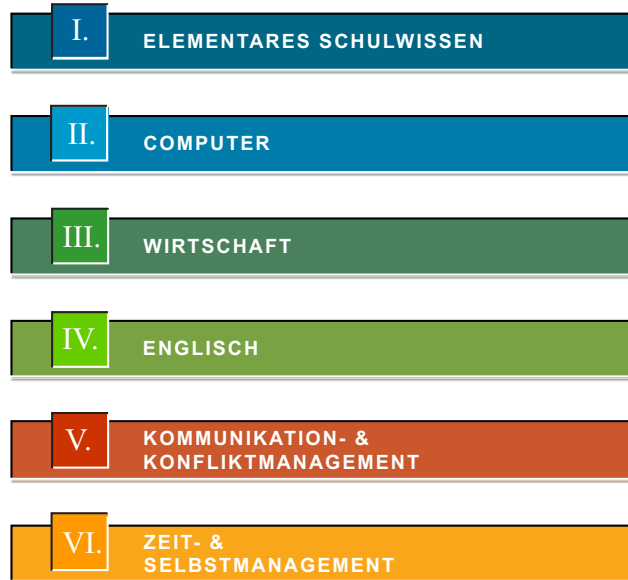 I.
ELEMENTARES SCHULWISSEN
II.
COMPUTER
III.
WIRTSCHAFT
IV.
ENGLISCH
V.
KOMMUNIKATION- &
KONFLIKTMANAGEMENT
VI.
ZEIT- &
SELBSTMANAGEMENT